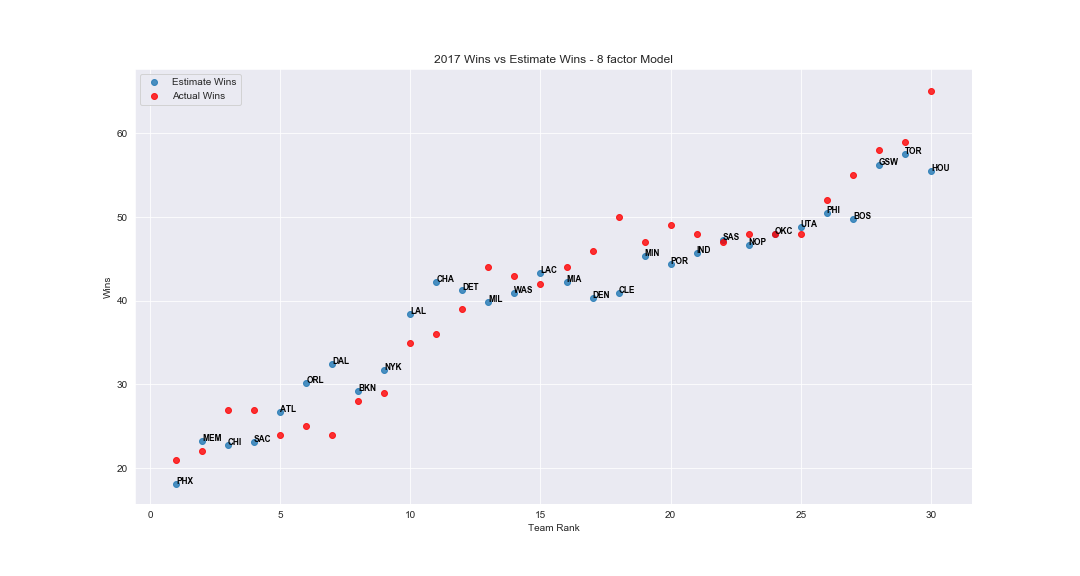 2017 Wins vs Estimate Wins - 8 factor Model
Estimate Wins
Actual Wins
60
50
40
30
20
Wins
PHX
MEM
CHI
SAC
ATL
ORL
DAL
BKN
NYK
LAL
CHA
DET
MIL
WAS
LAC
MIA
DEN
CLE
MIN
POR
IND
SAS
NOP
OKC
UTA
PHI
BOS
GSW
TOR
HOU
0 5 10 15 20 25 30
Team Rank